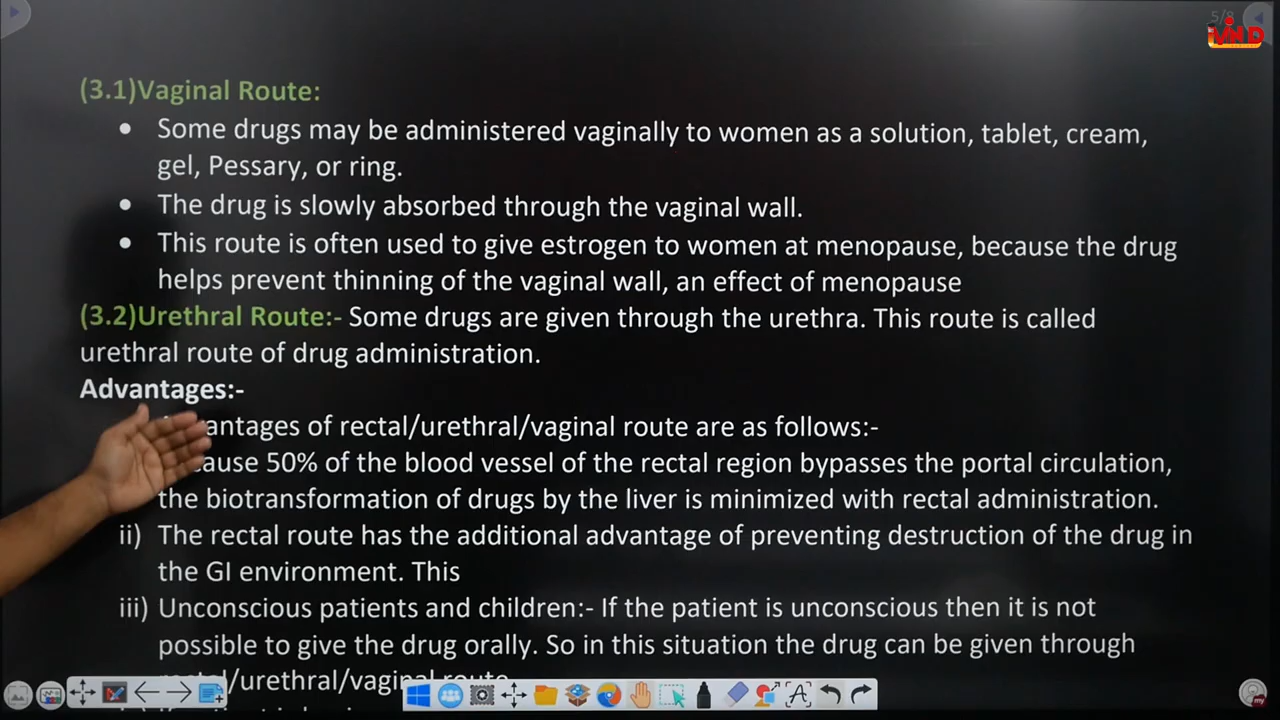 5/8
(3.1)Vaginal Route:
• Some drugs may be administered vaginally to women as a solution, tablet, cream,
gel, Pessary, or ring.
• The drug is slowly absorbed through the vaginal wall.
• This route is often used to give estrogen to women at menopause, because the drug
helps prevent thinning of the vaginal wall, an effect of menopause
(3.2)Urethral Route:- Some drugs are given through the urethra. This route is called
urethral route of drug administration.
Advantages:-
antages of rectal/urethral/vaginal route are as follows:-
ause 50% of the blood vessel of the rectal region bypasses the portal circulation,
the biotransformation of drugs by the liver is minimized with rectal administration.
ii) The rectal route has the additional advantage of preventing destruction of the drug in
the GI environment. This
iii) Unconscious patients and children:- If the patient is unconscious then it is not
possible to give the drug orally. So in this situation the drug can be given through
/urethral/vaginal route